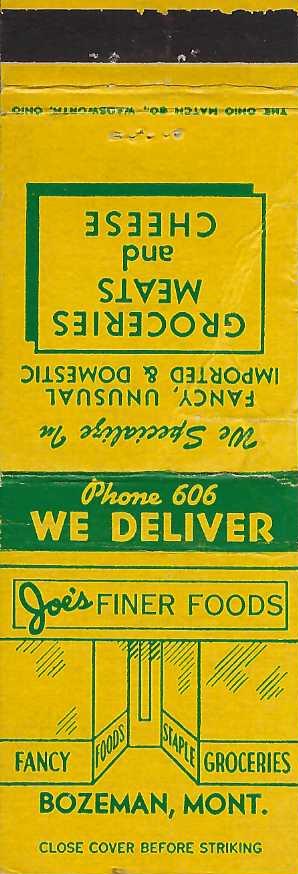 THE OHIO MATCH CO., WADSWORTH, OHIO
We Specialize In
FANCY, UNUSUAL
IMPORTED & DOMESTIC
GROCERIES
MEATS
and
CHEESE
Phone 606
WE DELIVER
Joe's FINER FOODS
FANCY FOODS STAPLE GROCERIES
BOZEMAN, MONT.
CLOSE COVER BEFORE STRIKING